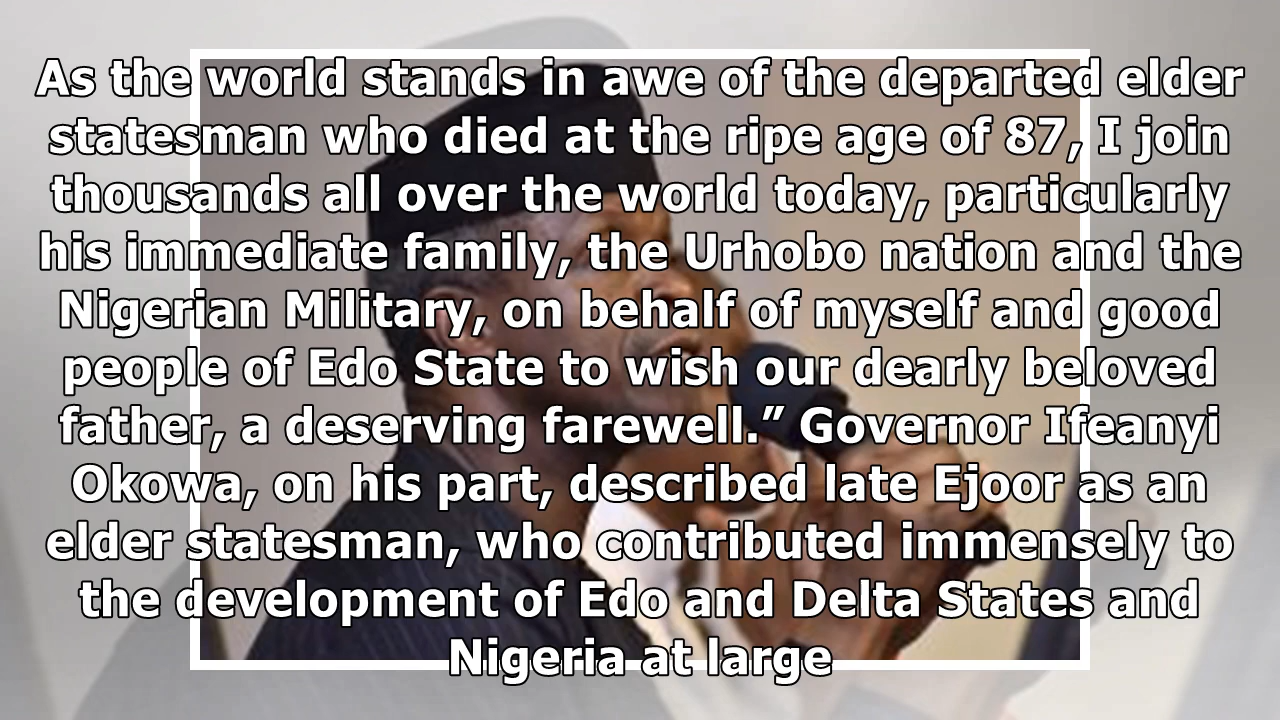 As the world stands in awe of the departed elder
statesman who died at the ripe age of 87, I join
thousands all over the world today, particularly
his immediate family, the Urhobo nation and the
Nigerian Military, on behalf of myself and good
people of Edo State to wish our dearly beloved
father, a deserving farewell.” Governor Ifeanyi
Okowa, on his part, described late Ejoor as an
elder statesman, who contributed immensely to
the development of Edo and Delta States and
Nigeria at large